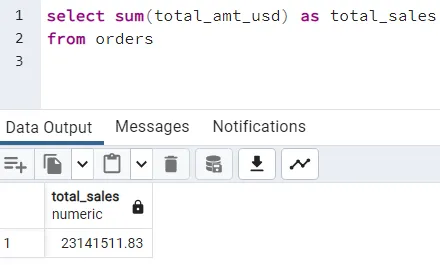 1 select sum(total_amt_usd) as total_sales
2 from orders
3
Data Output Messages Notifications
total_sales
numeric
1 23141511.83